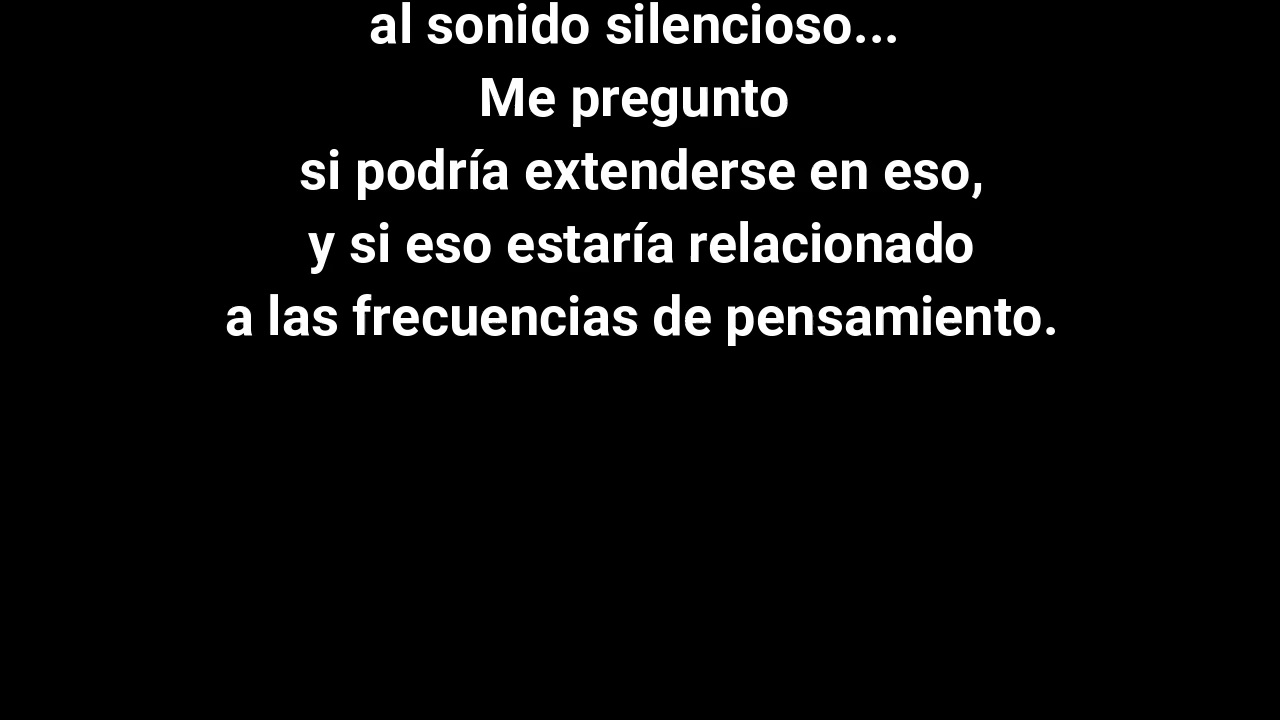 al sonido silencioso...
Me pregunto
si podría extenderse en eso,
y si eso estaría relacionado
a las frecuencias de pensamiento.